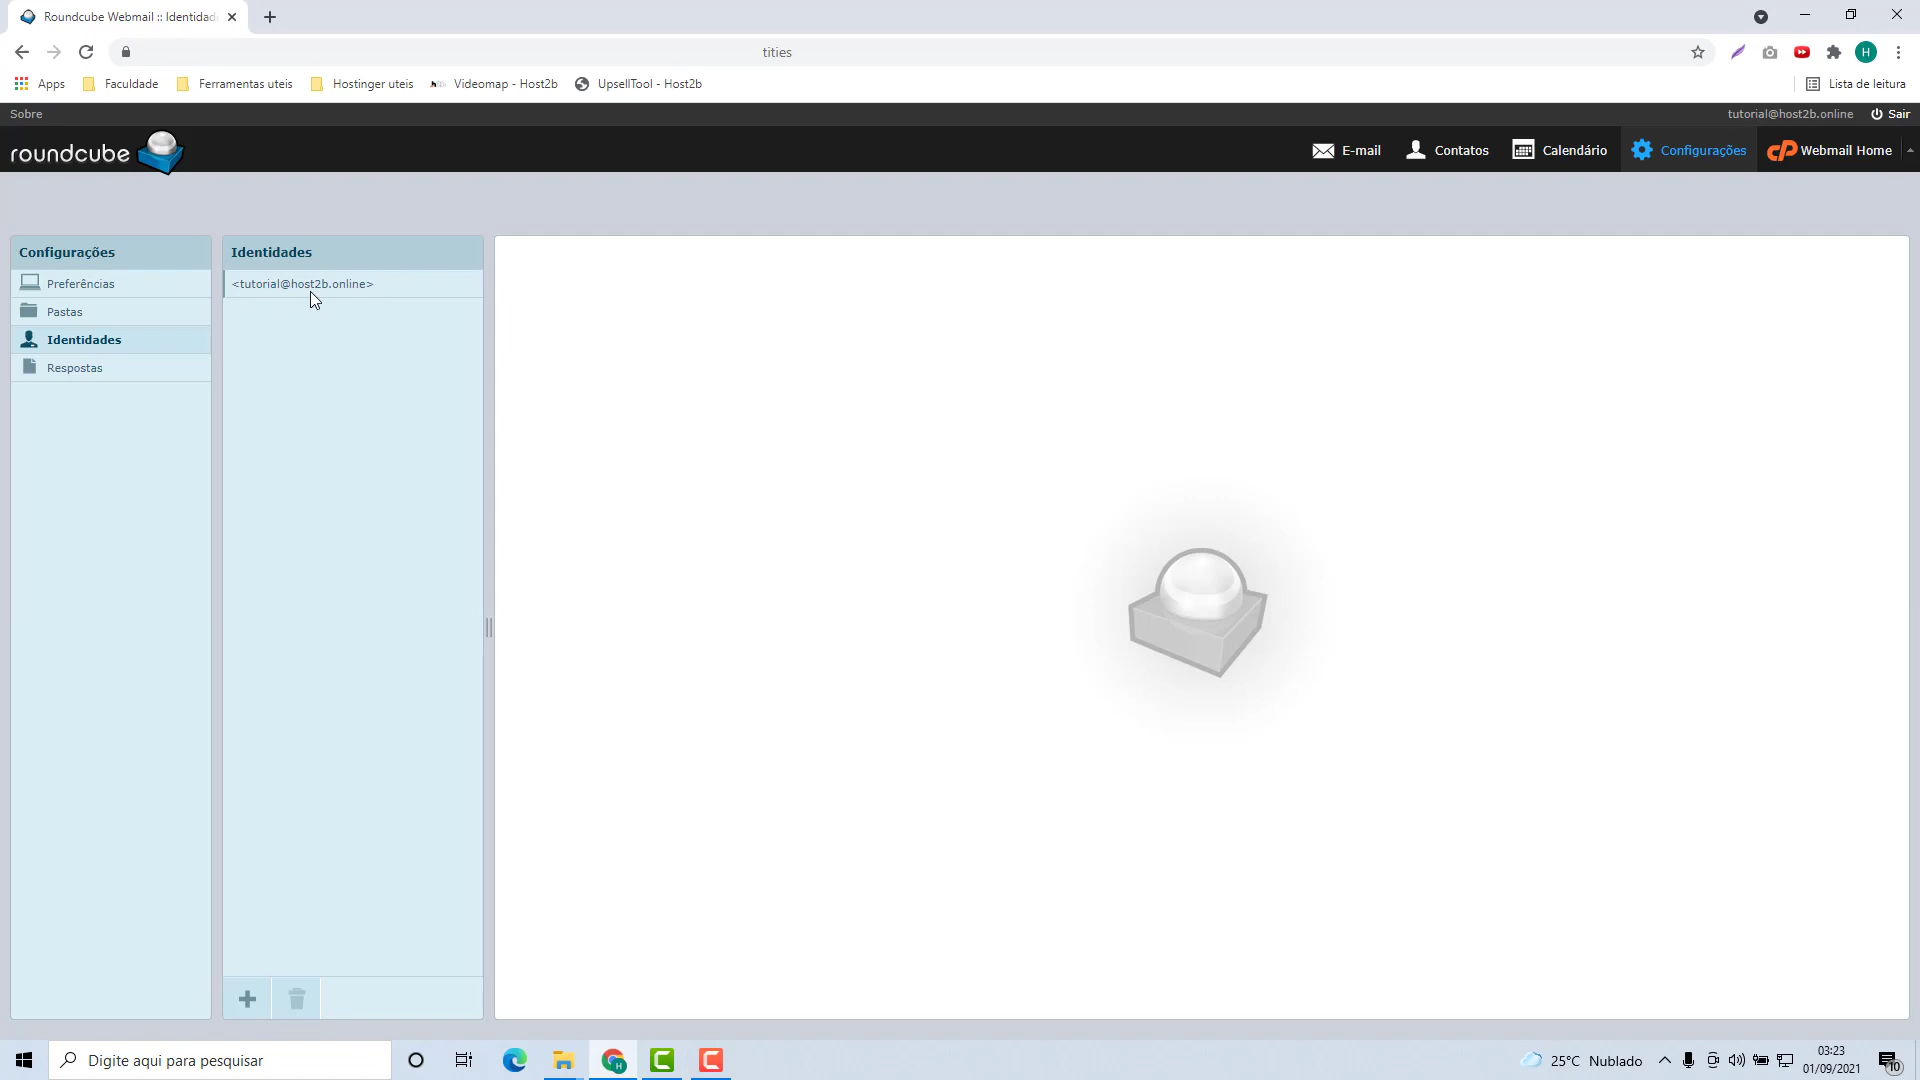 Roundcube Webmail :: Identidad
tities
Apps
Faculdade
Ferramentas uteis
Hostinger uteis
Videomap - Host2b
UpsellTool - Host2b
Lista de leitura
Sobre
tutorial@host2b.online
Sair
roundcube
E-mail
Contatos
Calendário
Configurações
cP Webmail Home
Configurações
Preferências
Pastas
Identidades
Respostas
Identidades
<tutorial@host2b.online>
Digite aqui para pesquisar
25°C Nublado
03:23
01/09/2021
10
H